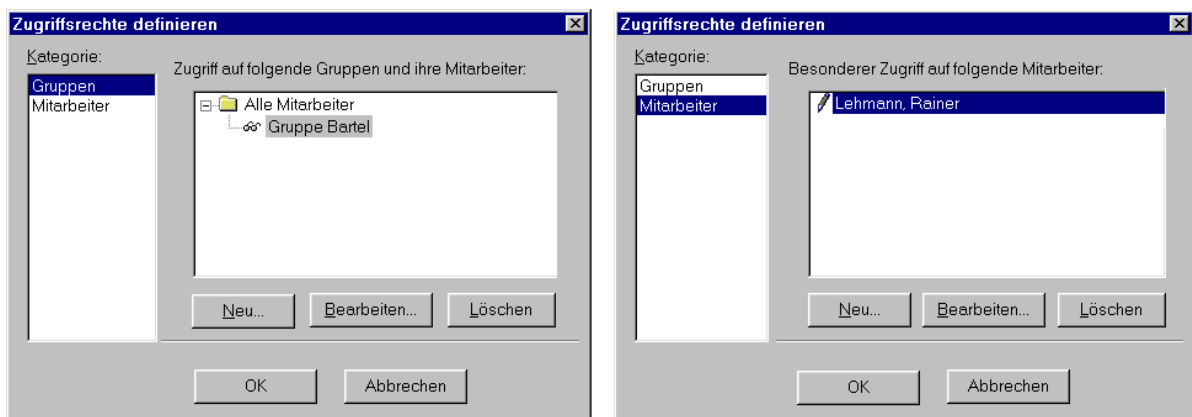 Zugriffsrechte definieren
Kategorie:
Gruppen
Mitarbeiter
Zugriff auf folgende Gruppen und ihre Mitarbeiter:
Alle Mitarbeiter
Gruppe Bartel
Neu...
Bearbeiten...
Löschen
OK
Abbrechen
Zugriffsrechte definieren
Kategorie:
Gruppen
Mitarbeiter
Besonderer Zugriff auf folgende Mitarbeiter:
Lehmann, Rainer
Neu...
Bearbeiten...
Löschen
OK
Abbrechen